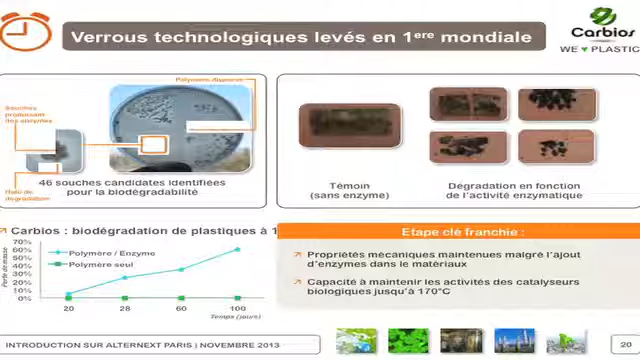 Verrous technologiques levés en 1ere mondiale
Carbios
WE ♥ PLASTIC
Polymère disperse
Souches
produisant
des enzymes
Halo de
dégradation
46 souches candidates identifiées
pour la biodégradabilité
Témoin
(sans enzyme)
Dégradation en fonction
de l'activité enzymatique
Carbios : biodégradation de plastiques à 1
Perte de masse
70%
60%
50%
40%
30%
20%
10%
0%
Polymère / Enzyme
Polymère seul
20 28 60 100
Temps (jours)
Etape clé franchie :
Propriétés mécaniques maintenues malgré l'ajout
d'enzymes dans le matériaux
Capacité à maintenir les activités des catalyseurs
biologiques jusqu'à 170°C
INTRODUCTION SUR ALTERNEXT PARIS | NOVEMBRE 2013
20